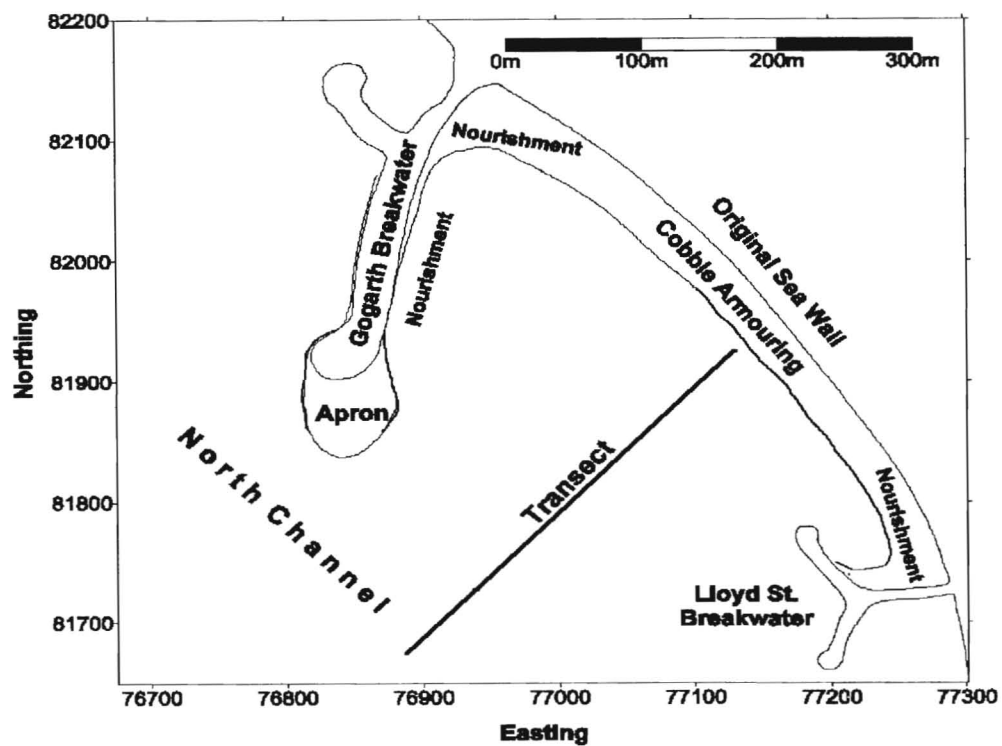 82200
82100
82000
81900
81800
81700
Northing
0m 100m 200m 300m
Nourishment
Gogarth Breakwater
Nourishment
Original Sea Wall
Cobble Armouring
Apron
North Channel
Transect
Nourishment
Lloyd St.
Breakwater
76700 76800 76900 77000 77100 77200 77300
Easting